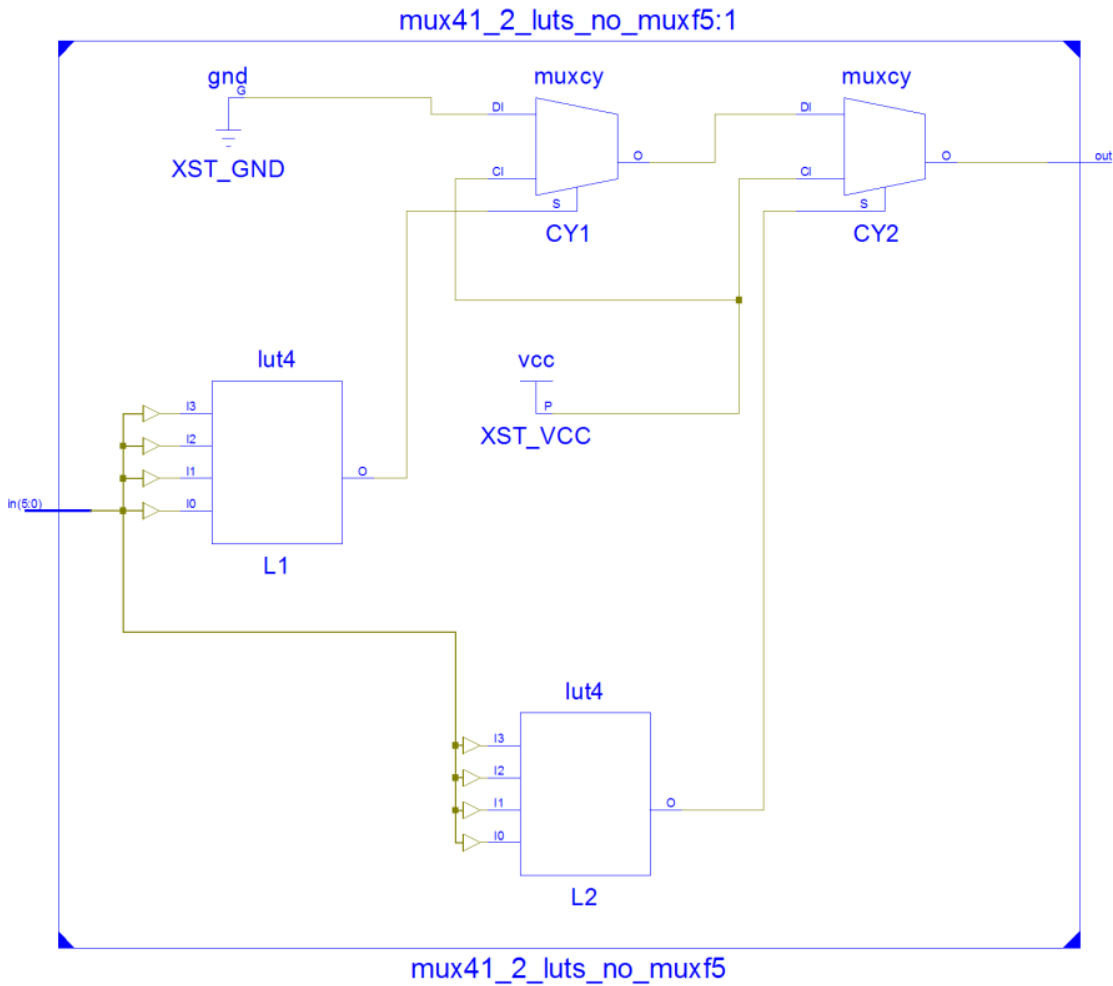 mux41_2_luts_no_muxf5:1
gnd
G
XST_GND
muxcy
DI
CI
S
O
CY1
muxcy
DI
CI
S
O
CY2
out
vcc
P
XST_VCC
lut4
I3
I2
I1
I0
O
L1
in(5:0)
lut4
I3
I2
I1
I0
O
L2
mux41_2_luts_no_muxf5